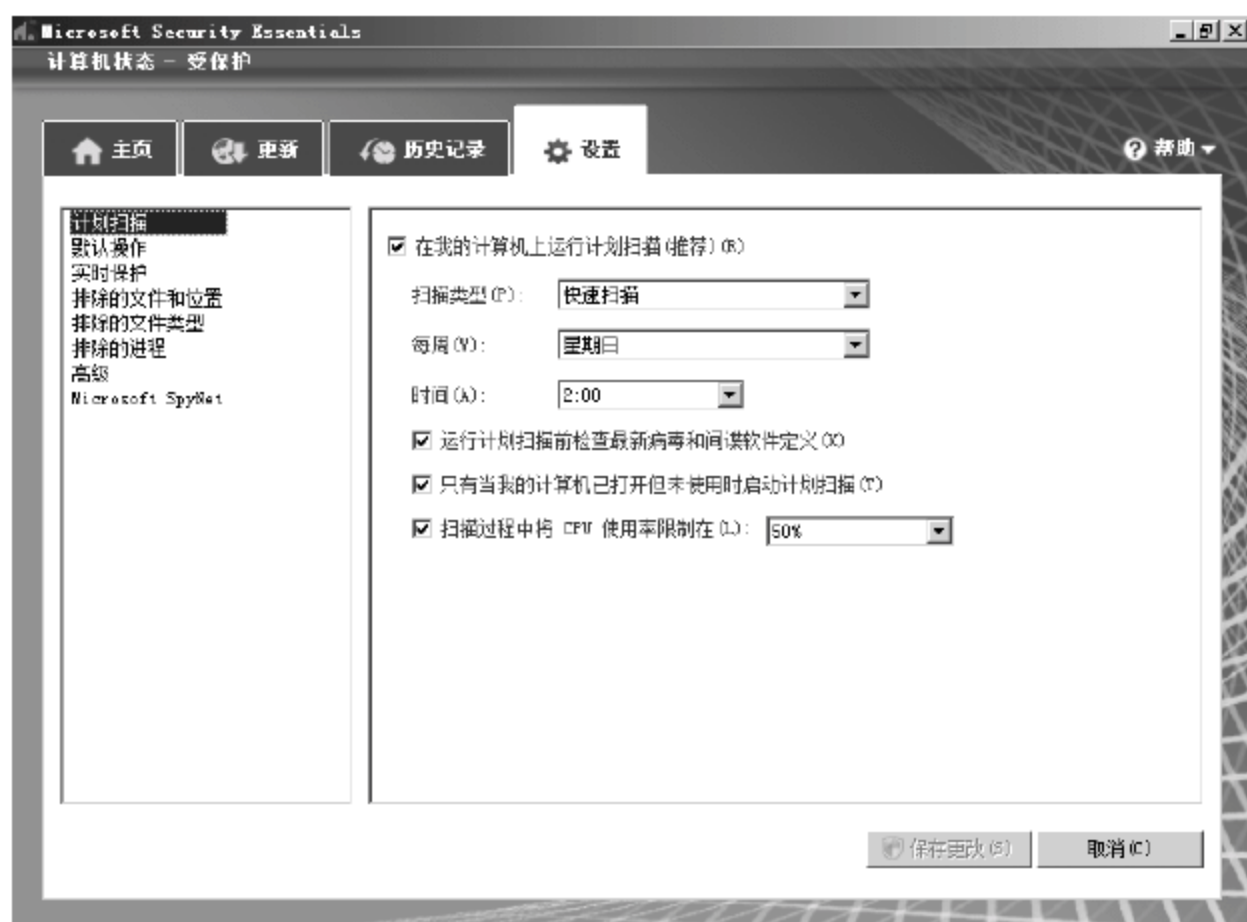 Microsoft Security Essentials
计算机状态 - 受保护
主页 更新 历史记录 设置 帮助
计划扫描
默认操作
实时保护
排除的文件和位置
排除的文件类型
排除的进程
高级
Microsoft SpyNet
在我的计算机上运行计划扫描(推荐)(R)
扫描类型(P): 快速扫描
每周(W): 星期日
时间(A): 2:00
运行计划扫描前检查最新病毒和间谍软件定义(X)
只有当我的计算机已打开但未使用时启动计划扫描(T)
扫描过程中将 CPU 使用率限制在(L): 50%
保存更改(S) 取消(C)